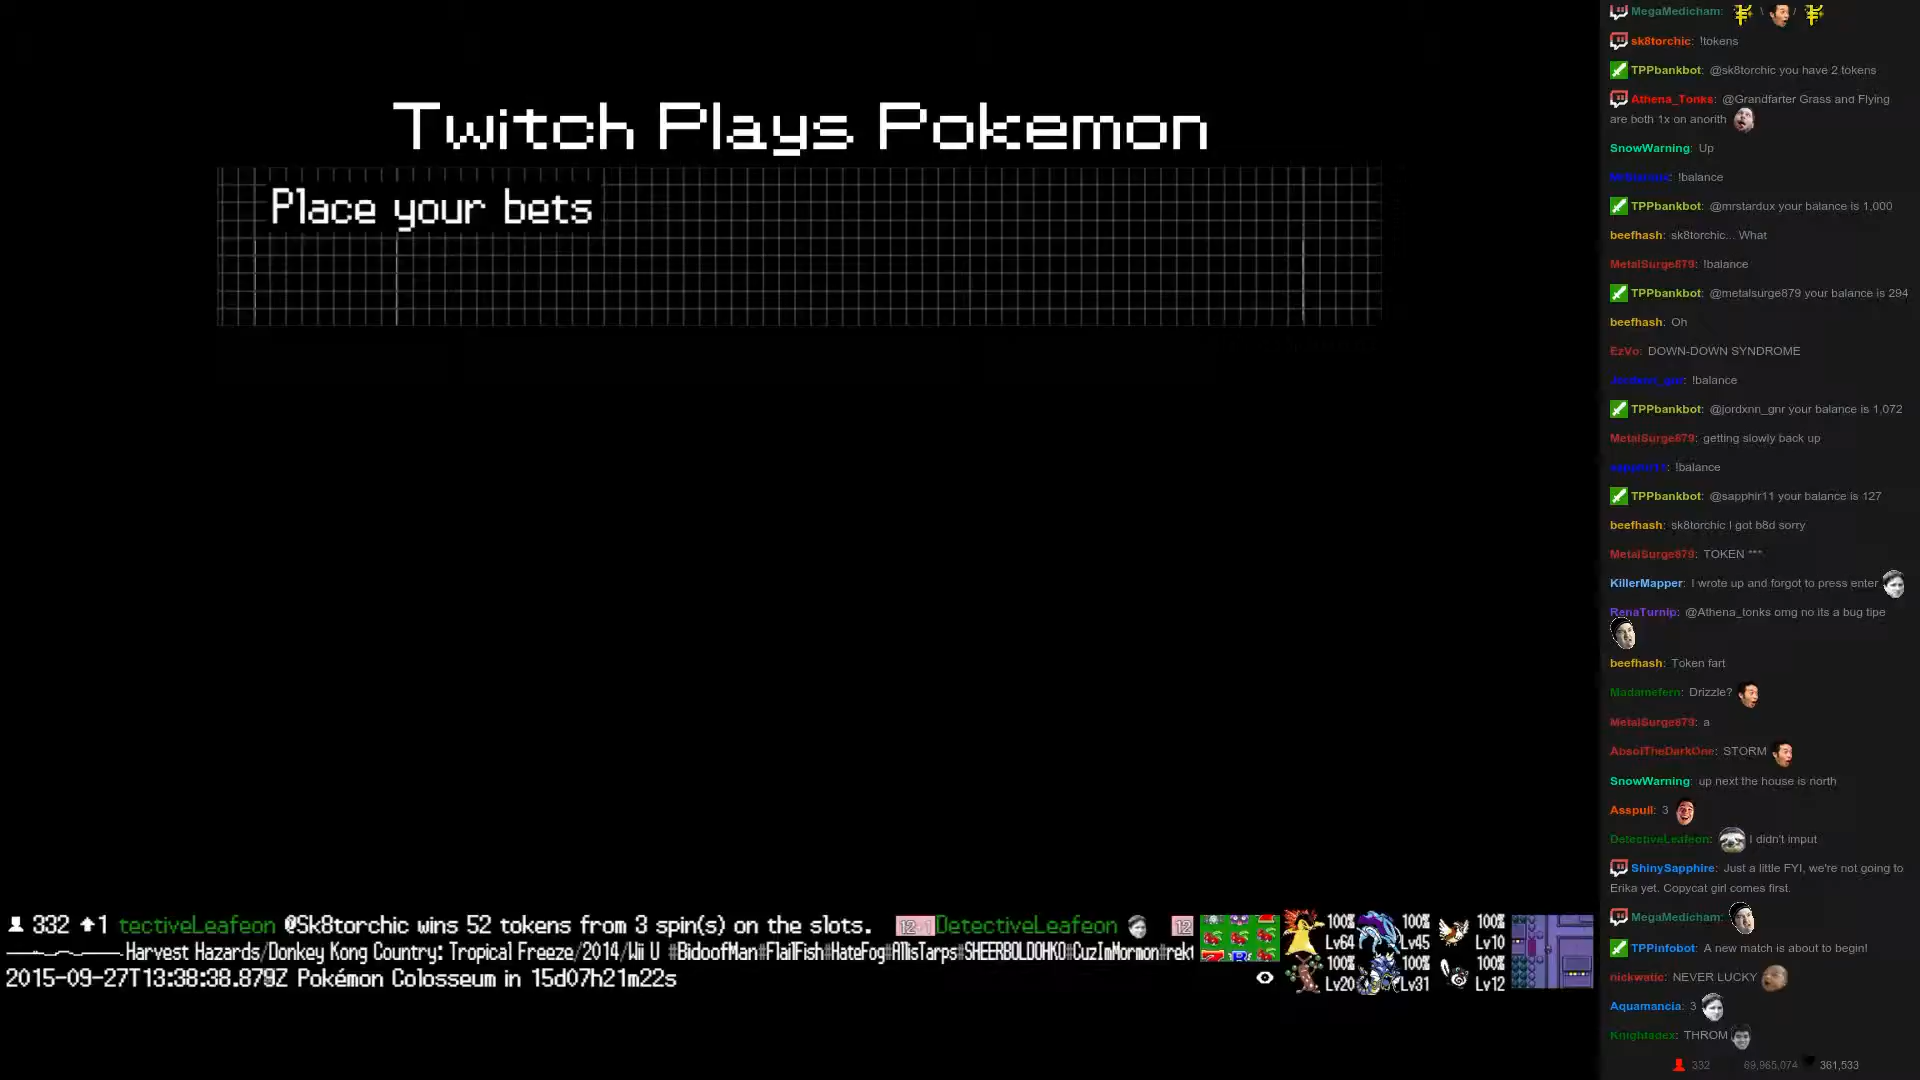 Twitch Plays Pokemon
Place your bets
MegaMedicham:
sk8torchic: !tokens
TPPbankbot: @sk8torchic you have 2 tokens
Athena_Tonks: @Grandfarter Grass and Flying
are both 1x on anorith
SnowWarning: Up
MrStardux: !balance
TPPbankbot: @mrstardux your balance is 1,000
beefhash: sk8torchic... What
MetalSurge879: !balance
TPPbankbot: @metalsurge879 your balance is 294
beefhash: Oh
EzVo: DOWN-DOWN SYNDROME
Jordxnn_gnr: !balance
TPPbankbot: @jordxnn_gnr your balance is 1,072
MetalSurge879: getting slowly back up
sapphir11: !balance
TPPbankbot: @sapphir11 your balance is 127
beefhash: sk8torchic I got b8d sorry
MetalSurge879: TOKEN ***
KillerMapper: I wrote up and forgot to press enter
RenaTurnip: @Athena_tonks omg no its a bug tipe
beefhash: Token fart
Madamefern: Drizzle?
MetalSurge879: a
AbsolTheDarkOne: STORM
SnowWarning: up next the house is north
Asspull: 3
DetectiveLeafeon: I didn't imput
ShinySapphire: Just a little FYI, we're not going to
Erika yet. Copycat girl comes first.
MegaMedicham:
TPPinfobot: A new match is about to begin!
nickwatic: NEVER LUCKY
Aquamancia: 3
Knightadex: THROM
332 69,965,074 361,533
332 1 tectiveLeafeon @Sk8torchic wins 52 tokens from 3 spin(s) on the slots. 12-1 DetectiveLeafeon 12
Harvest Hazards/Donkey Kong Country: Tropical Freeze/2014/Wii U #BidoofMan#FlailFish#HateFog#AllisTarps#SHEERBOLDOHKO#CuzImMormon#rekt
2015-09-27T13:38:38.879Z Pokémon Colosseum in 15d07h21m22s
100% 100% 100%
Lv64 Lv45 Lv10
100% 100% 100%
Lv20 Lv31 Lv12